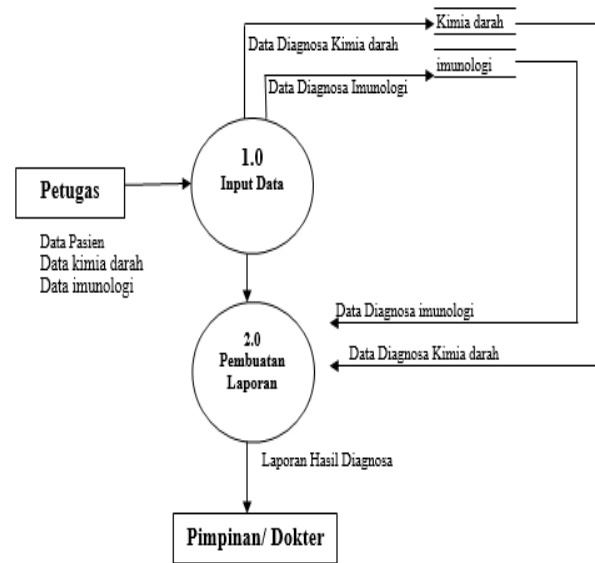 Kimia darah
Data Diagnosa Kimia darah
imunologi
Data Diagnosa Imunologi
1.0
Input Data
Petugas
Data Pasien
Data kimia darah
Data imunologi
Data Diagnosa imunologi
2.0
Pembuatan
Laporan
Data Diagnosa Kimia darah
Laporan Hasil Diagnosa
Pimpinan/ Dokter